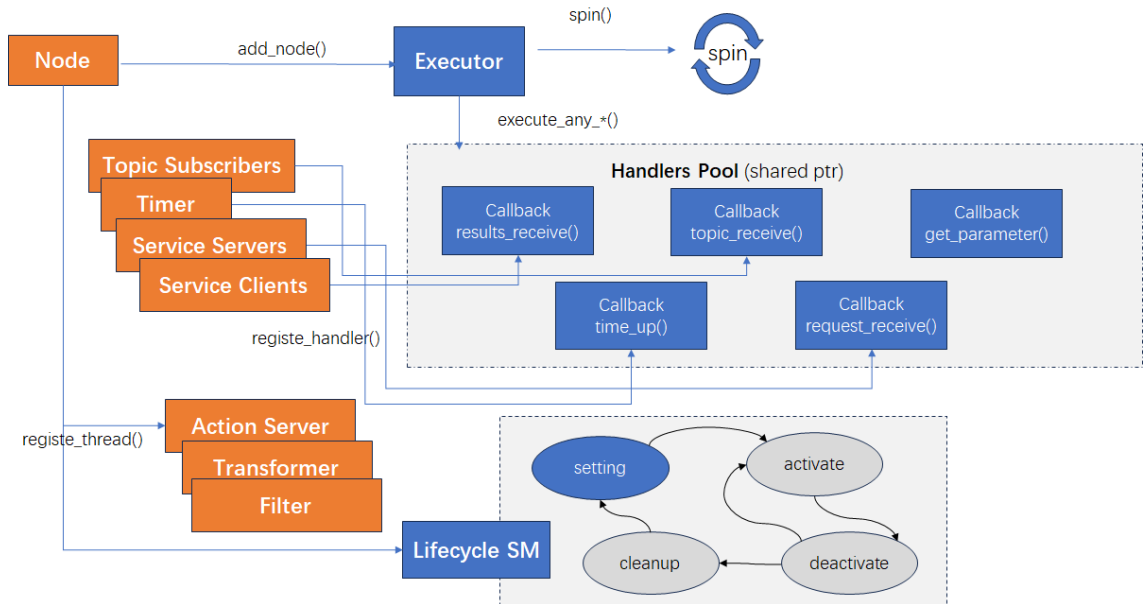 spin()
Node
add_node()
Executor
spin
execute_any_*()
Topic Subscribers
Timer
Service Servers
Service Clients
registe_handler()
Handlers Pool (shared ptr)
Callback
results_receive()
Callback
topic_receive()
Callback
get_parameter()
Callback
time_up()
Callback
request_receive()
registe_thread()
Action Server
Transformer
Filter
Lifecycle SM
setting
activate
cleanup
deactivate